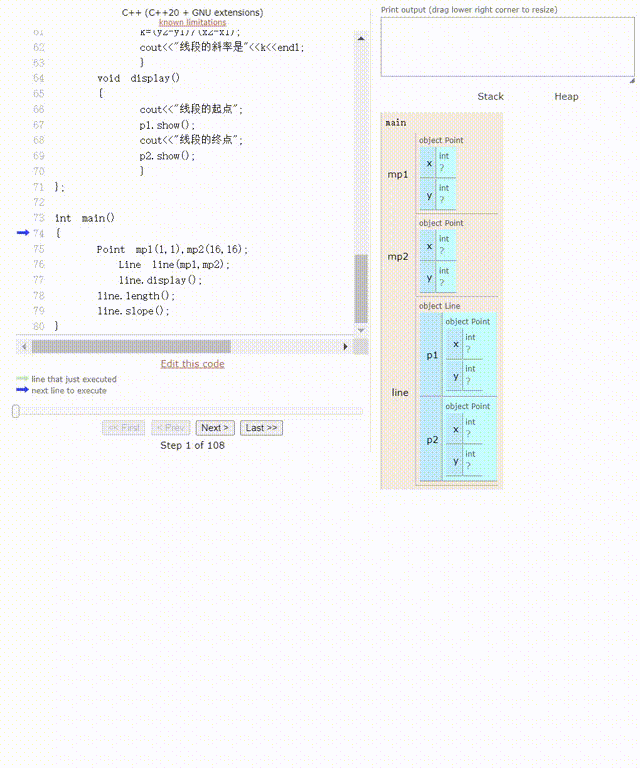 C++ (C++20 + GNU extensions)
known limitations
61 k=(y2-y1)/(x2-x1);
62 cout<<"线段的斜率是"<<k<<endl;
63 }
64 void display()
65 {
66 cout<<"线段的起点";
67 p1.show();
68 cout<<"线段的终点";
69 p2.show();
70 }
71 };
72
73 int main()
74 {
75 Point mp1(1,1),mp2(16,16);
76 Line line(mp1,mp2);
77 line.display();
78 line.length();
79 line.slope();
80 }
Edit this code
line that just executed
next line to execute
<< First < Prev Next > Last >>
Step 1 of 108
Print output (drag lower right corner to resize)
Stack Heap
main
mp1
object Point
x int
?
y int
?
mp2
object Point
x int
?
y int
?
line
object Line
p1
object Point
x int
?
y int
?
p2
object Point
x int
?
y int
?